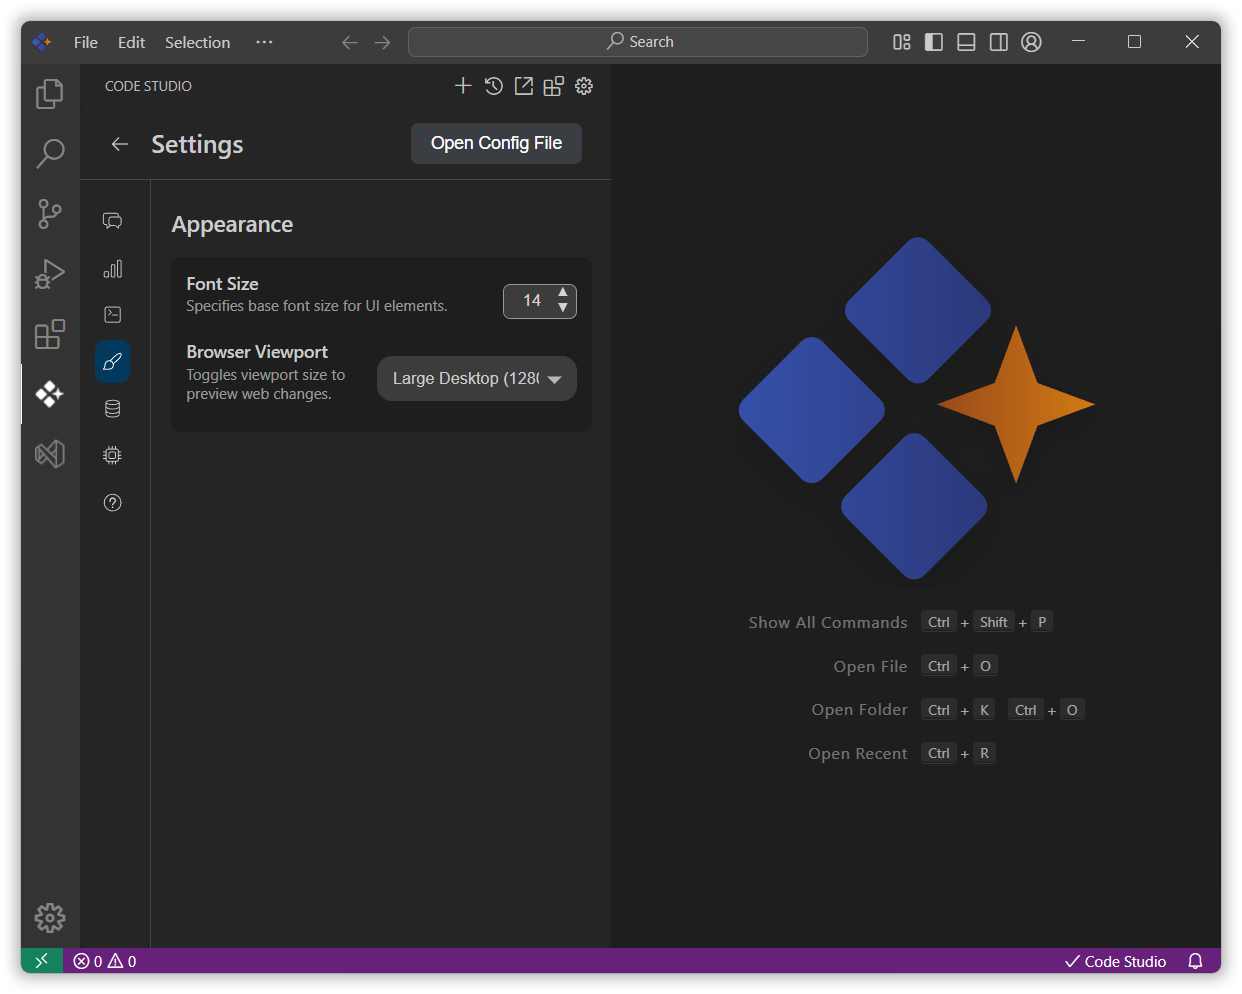 File Edit Selection ··· Search
CODE STUDIO
Settings Open Config File
Appearance
Font Size
Specifies base font size for UI elements.
14
Browser Viewport
Toggles viewport size to
preview web changes.
Large Desktop (128
Show All Commands Ctrl + Shift + P
Open File Ctrl + O
Open Folder Ctrl + K Ctrl + O
Open Recent Ctrl + R
0 0 Code Studio